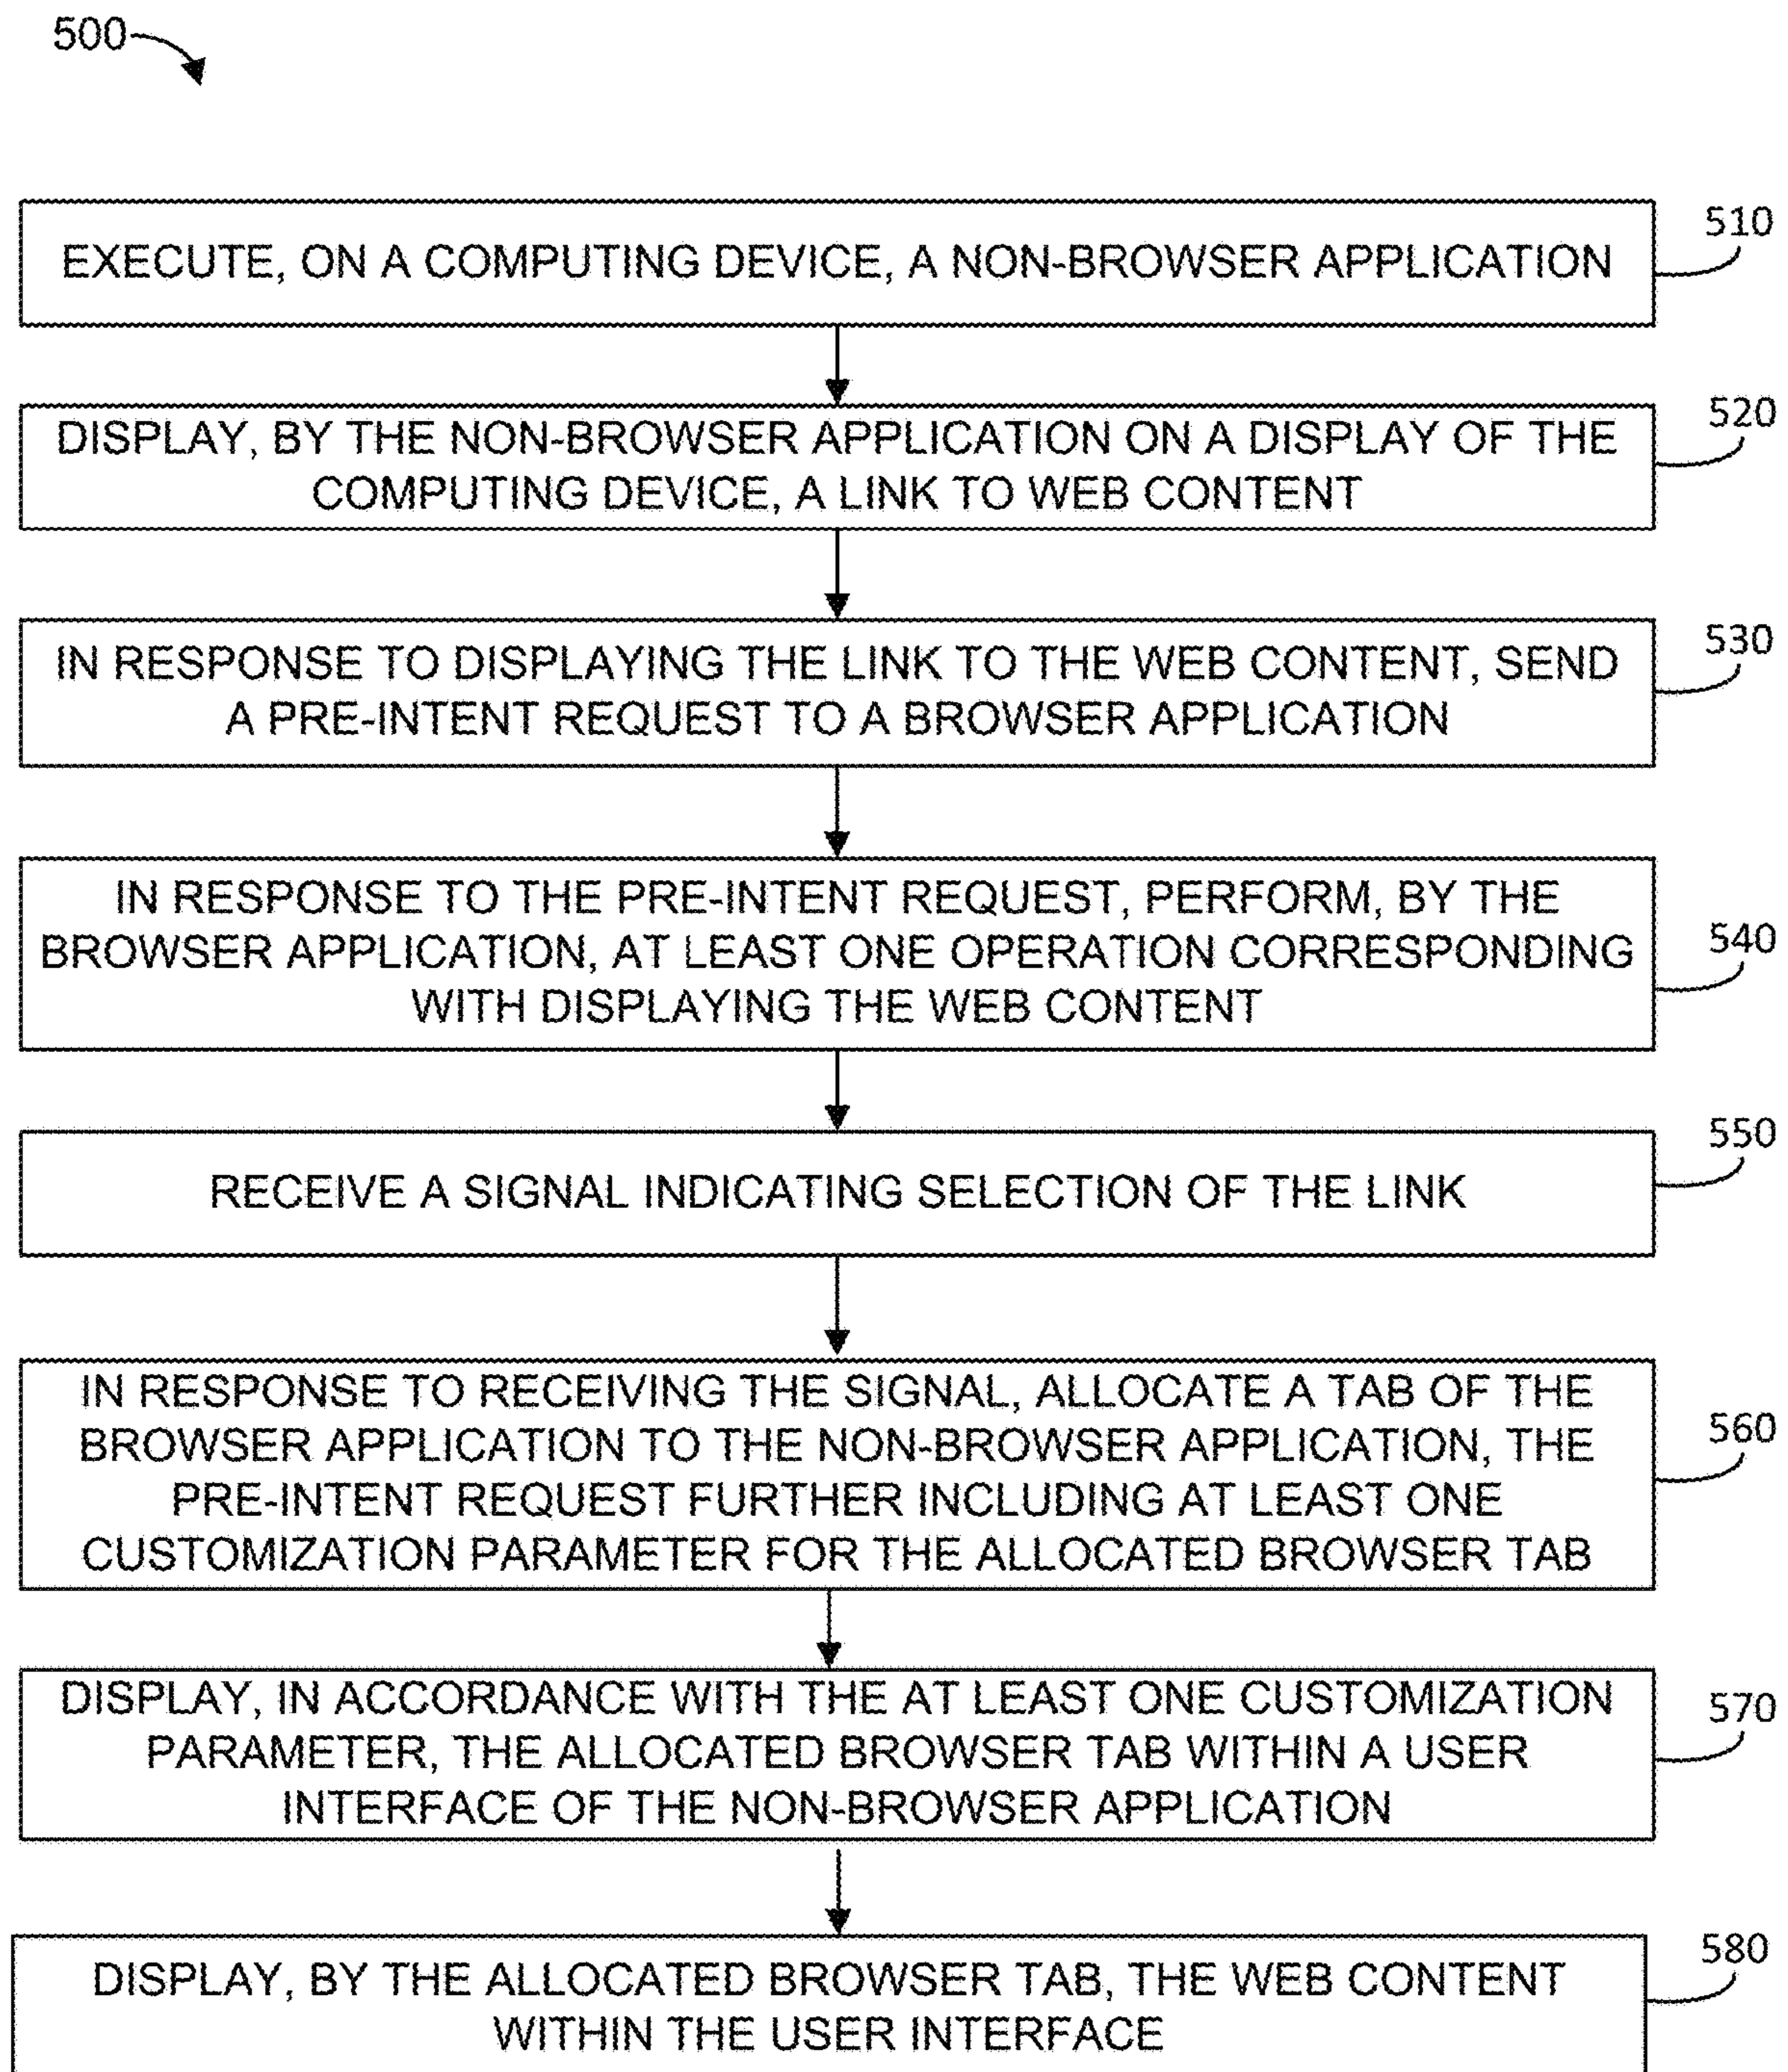 500
EXECUTE, ON A COMPUTING DEVICE, A NON-BROWSER APPLICATION
510
DISPLAY, BY THE NON-BROWSER APPLICATION ON A DISPLAY OF THE
COMPUTING DEVICE, A LINK TO WEB CONTENT
520
IN RESPONSE TO DISPLAYING THE LINK TO THE WEB CONTENT, SEND
A PRE-INTENT REQUEST TO A BROWSER APPLICATION
530
IN RESPONSE TO THE PRE-INTENT REQUEST, PERFORM, BY THE
BROWSER APPLICATION, AT LEAST ONE OPERATION CORRESPONDING
WITH DISPLAYING THE WEB CONTENT
540
RECEIVE A SIGNAL INDICATING SELECTION OF THE LINK
550
IN RESPONSE TO RECEIVING THE SIGNAL, ALLOCATE A TAB OF THE
BROWSER APPLICATION TO THE NON-BROWSER APPLICATION, THE
PRE-INTENT REQUEST FURTHER INCLUDING AT LEAST ONE
CUSTOMIZATION PARAMETER FOR THE ALLOCATED BROWSER TAB
560
DISPLAY, IN ACCORDANCE WITH THE AT LEAST ONE CUSTOMIZATION
PARAMETER, THE ALLOCATED BROWSER TAB WITHIN A USER
INTERFACE OF THE NON-BROWSER APPLICATION
570
DISPLAY, BY THE ALLOCATED BROWSER TAB, THE WEB CONTENT
WITHIN THE USER INTERFACE
580